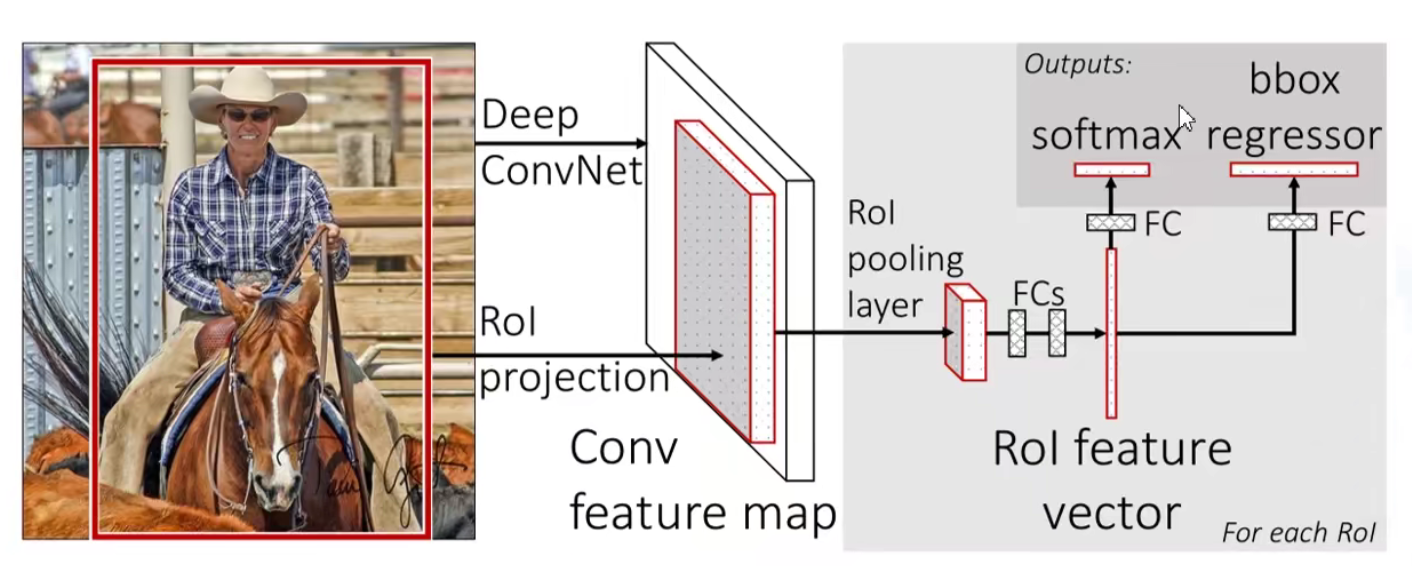 Deep
ConvNet
RoI
projection
Conv
feature map
RoI
pooling
layer
FCs
Outputs:
softmax
bbox
regressor
FC
FC
RoI feature
vector
For each RoI